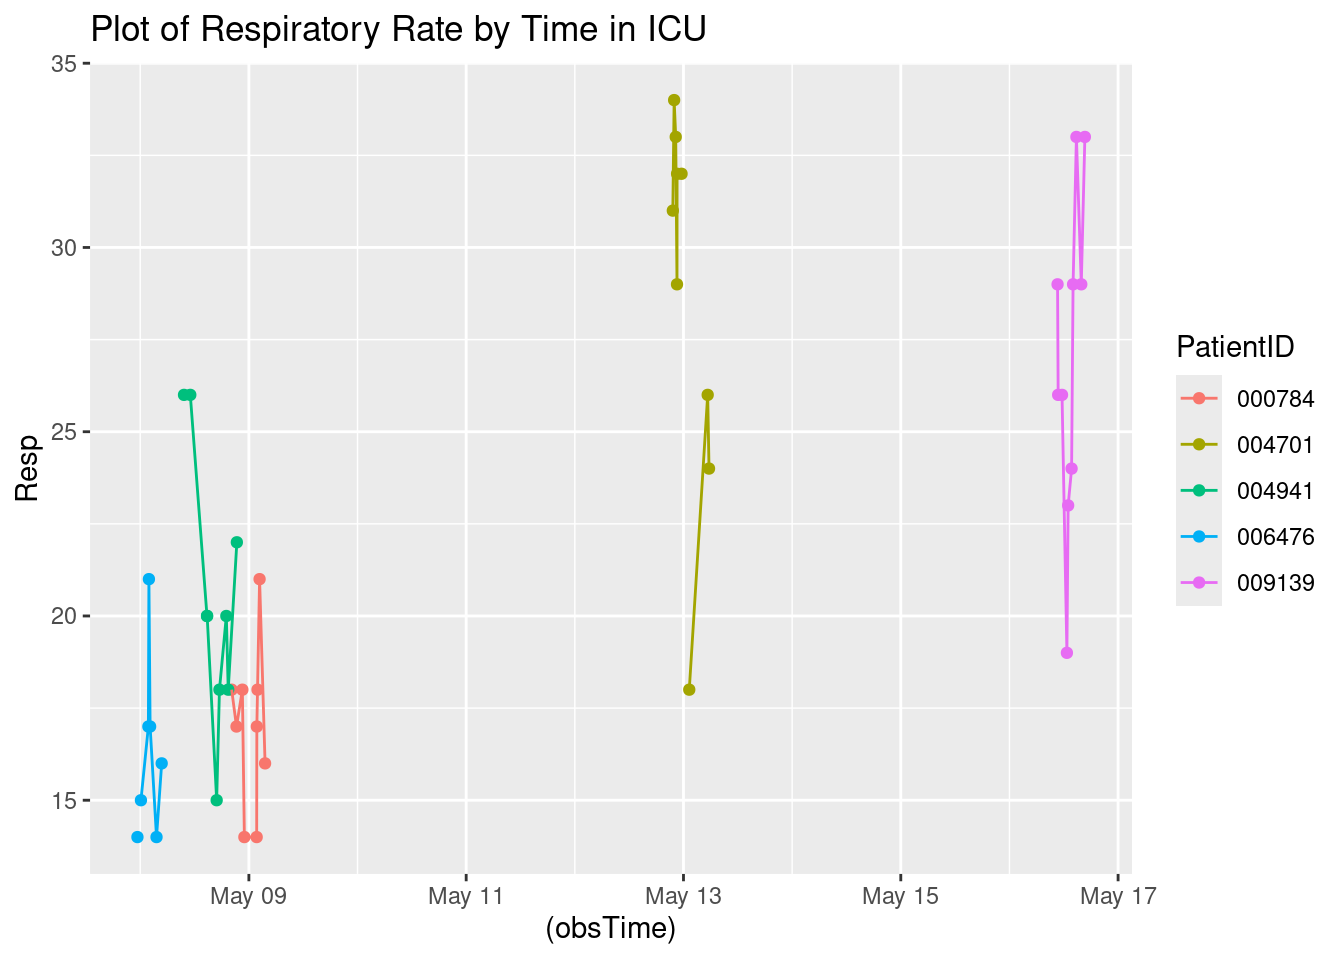 Plot of Respiratory Rate by Time in ICU
35
30
25
20
15
Resp
May 09
May 11
May 13
May 15
May 17
(obsTime)
PatientID
000784
004701
004941
006476
009139